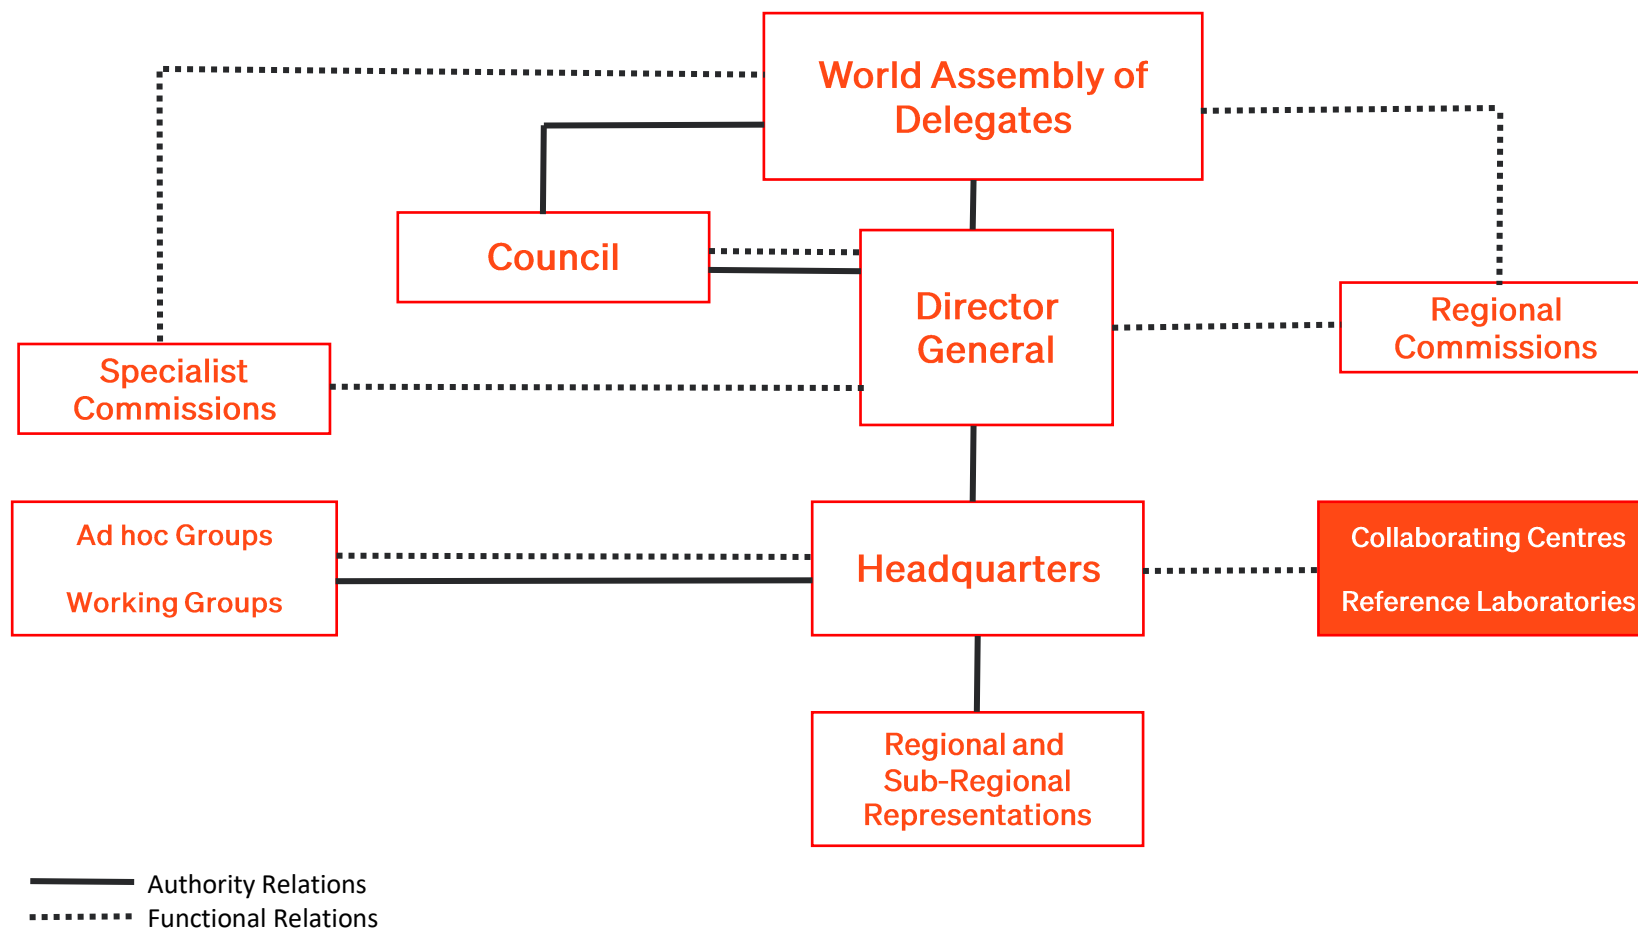 World Assembly of
Delegates
Council
Director
General
Regional
Commissions
Specialist
Commissions
Ad hoc Groups
Working Groups
Headquarters
Collaborating Centres
Reference Laboratories
Regional and
Sub-Regional
Representations
Authority Relations
Functional Relations